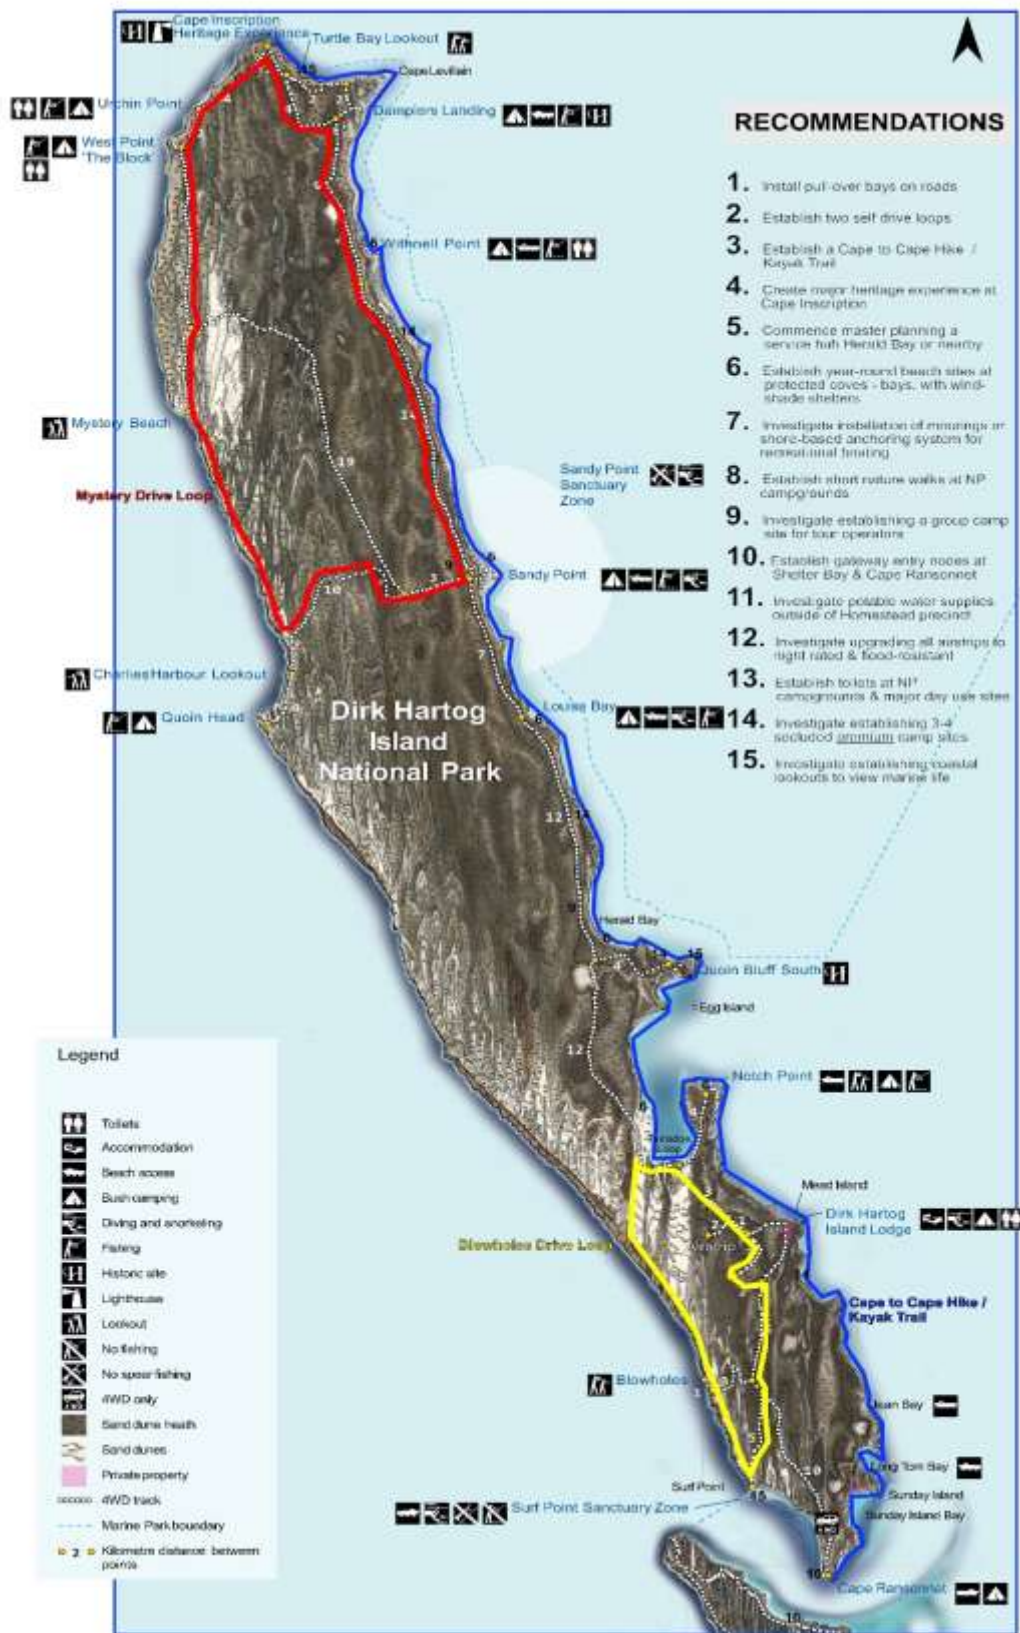 Cape Inscription
Heritage Experience
Turtle Bay Lookout
Cape Levillain
Urchin Point
Dampiers Landing
West Point
'The Block'
Withnell Point
Mystery Beach
Mystery Drive Loop
Sandy Point
Sanctuary
Zone
Sandy Point
Charlies Harbour Lookout
Quoin Head
Louisa Bay
Dirk Hartog
Island
National Park
Herald Bay
Quoin Bluff South
Egg Island
Notch Point
Mead Island
Dirk Hartog
Island Lodge
Blowholes Drive Loop
Cape to Cape Hike /
Kayak Trail
Blowholes
Jean Bay
Long Tom Bay
Surf Point
Sunday Island
Surf Point Sanctuary Zone
Sunday Island Bay
Cape Ransonnet
RECOMMENDATIONS
1. Install pull-over bays on roads
2. Establish two self drive loops
3. Establish a Cape to Cape Hike /
Kayak Trail
4. Create major heritage experience at
Cape Inscription
5. Commence master planning a
service hub Herald Bay or nearby
6. Establish year-round beach sites at
protected coves - bays, with wind-
shade shelters
7. Investigate installation of moorings or
shore-based anchoring system for
recreational boating
8. Establish short nature walks at NP
campgrounds
9. Investigate establishing a group camp
site for tour operators
10. Establish gateway entry nodes at
Shelter Bay & Cape Ransonnet
11. Investigate potable water supplies
outside of Homestead precinct
12. Investigate upgrading all airstrips to
night rated & flood-resistant
13. Establish toilets at NP
campgrounds & major day use sites
14. Investigate establishing 3-4
secluded premium camp sites
15. Investigate establishing coastal
lookouts to view marine life
Legend
Toilets
Accommodation
Beach access
Bush camping
Diving and snorkeling
Fishing
Historic site
Lighthouse
Lookout
No fishing
No spear fishing
4WD only
Sand dune heath
Sand dunes
Private property
4WD track
Marine Park boundary
2 Kilometre distance between
points